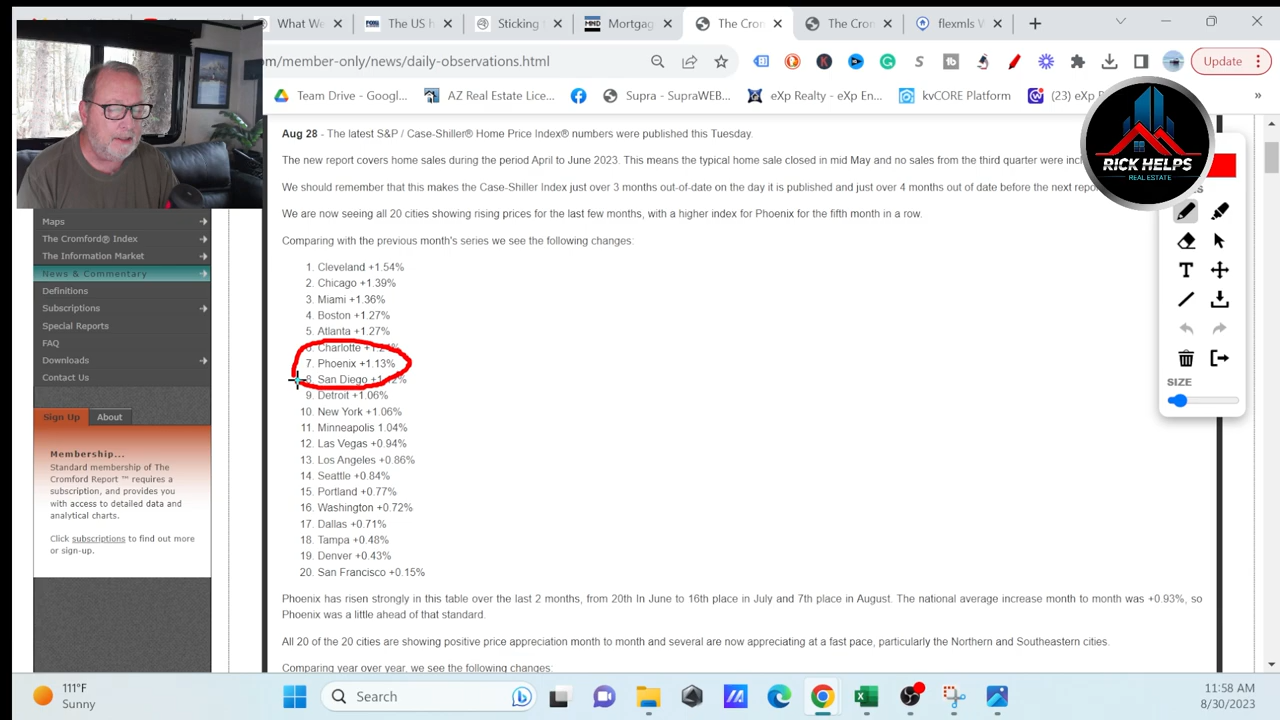 What We
The US H
Sticking
MND
Mortgag
The Cron
The Cron
flexmls W
om/member-only/news/daily-observations.html
Update
Team Drive - Googl...
AZ Real Estate Lice...
Supra - SupraWEB...
eXp Realty - eXp En...
kvCORE Platform
(23) eXp
RICK HELPS
REAL ESTATE
Aug 28 - The latest S&P / Case-Shiller® Home Price Index® numbers were published this Tuesday.
The new report covers home sales during the period April to June 2023. This means the typical home sale closed in mid May and no sales from the third quarter were
We should remember that this makes the Case-Shiller Index just over 3 months out-of-date on the day it is published and just over 4 months out of date before the next
We are now seeing all 20 cities showing rising prices for the last few months, with a higher index for Phoenix for the fifth month in a row.
Comparing with the previous month's series we see the following changes:
1. Cleveland +1.54%
2. Chicago +1.39%
3. Miami +1.36%
4. Boston +1.27%
5. Atlanta +1.27%
Charlotte
7. Phoenix +1.13%
8. San Diego
9. Detroit +1.06%
10. New York +1.06%
11. Minneapolis 1.04%
12. Las Vegas +0.94%
13. Los Angeles +0.86%
14. Seattle +0.84%
15. Portland +0.77%
16. Washington +0.72%
17. Dallas +0.71%
18. Tampa +0.48%
19. Denver +0.43%
20. San Francisco +0.15%
Phoenix has risen strongly in this table over the last 2 months, from 20th In June to 16th place in July and 7th place in August. The national average increase month to month was +0.93%, so
Phoenix was a little ahead of that standard.
All 20 of the 20 cities are showing positive price appreciation month to month and several are now appreciating at a fast pace, particularly the Northern and Southeastern cities.
Comparing year over year, we see the following changes:
Maps
The Cromford® Index
The Information Market
News & Commentary
Definitions
Subscriptions
Special Reports
FAQ
Downloads
Contact Us
Sign Up
About
Membership...
Standard membership of The
Cromford Report ™ requires a
subscription, and provides you
with access to detailed data and
analytical charts.
Click subscriptions to find out more
or sign-up.
SIZE
111°F
Sunny
Search
11:58 AM
8/30/2023